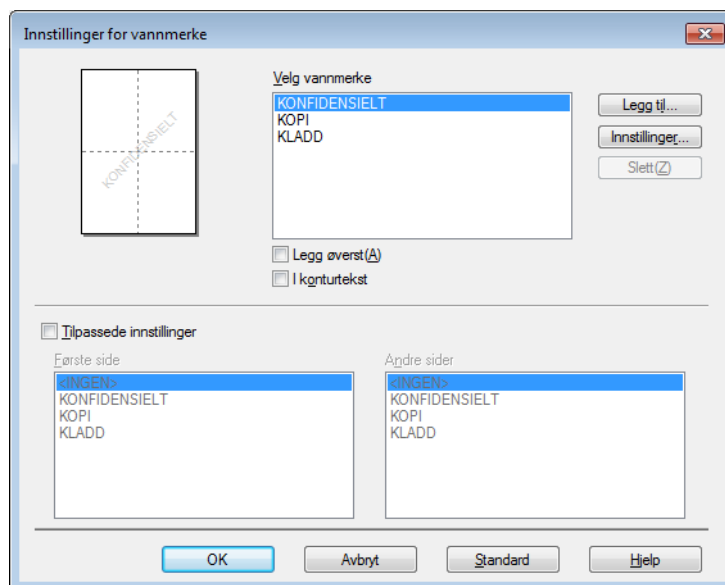 Innstillinger for vannmerke
KONFIDENSIELT
Velg vannmerke
KONFIDENSIELT
KOPI
KLADD
Legg til...
Innstillinger...
Slett(Z)
Legg øverst(A)
I konturtekst
Tilpassede innstillinger
Første side
<INGEN>
KONFIDENSIELT
KOPI
KLADD
Andre sider
<INGEN>
KONFIDENSIELT
KOPI
KLADD
OK
Avbryt
Standard
Hjelp